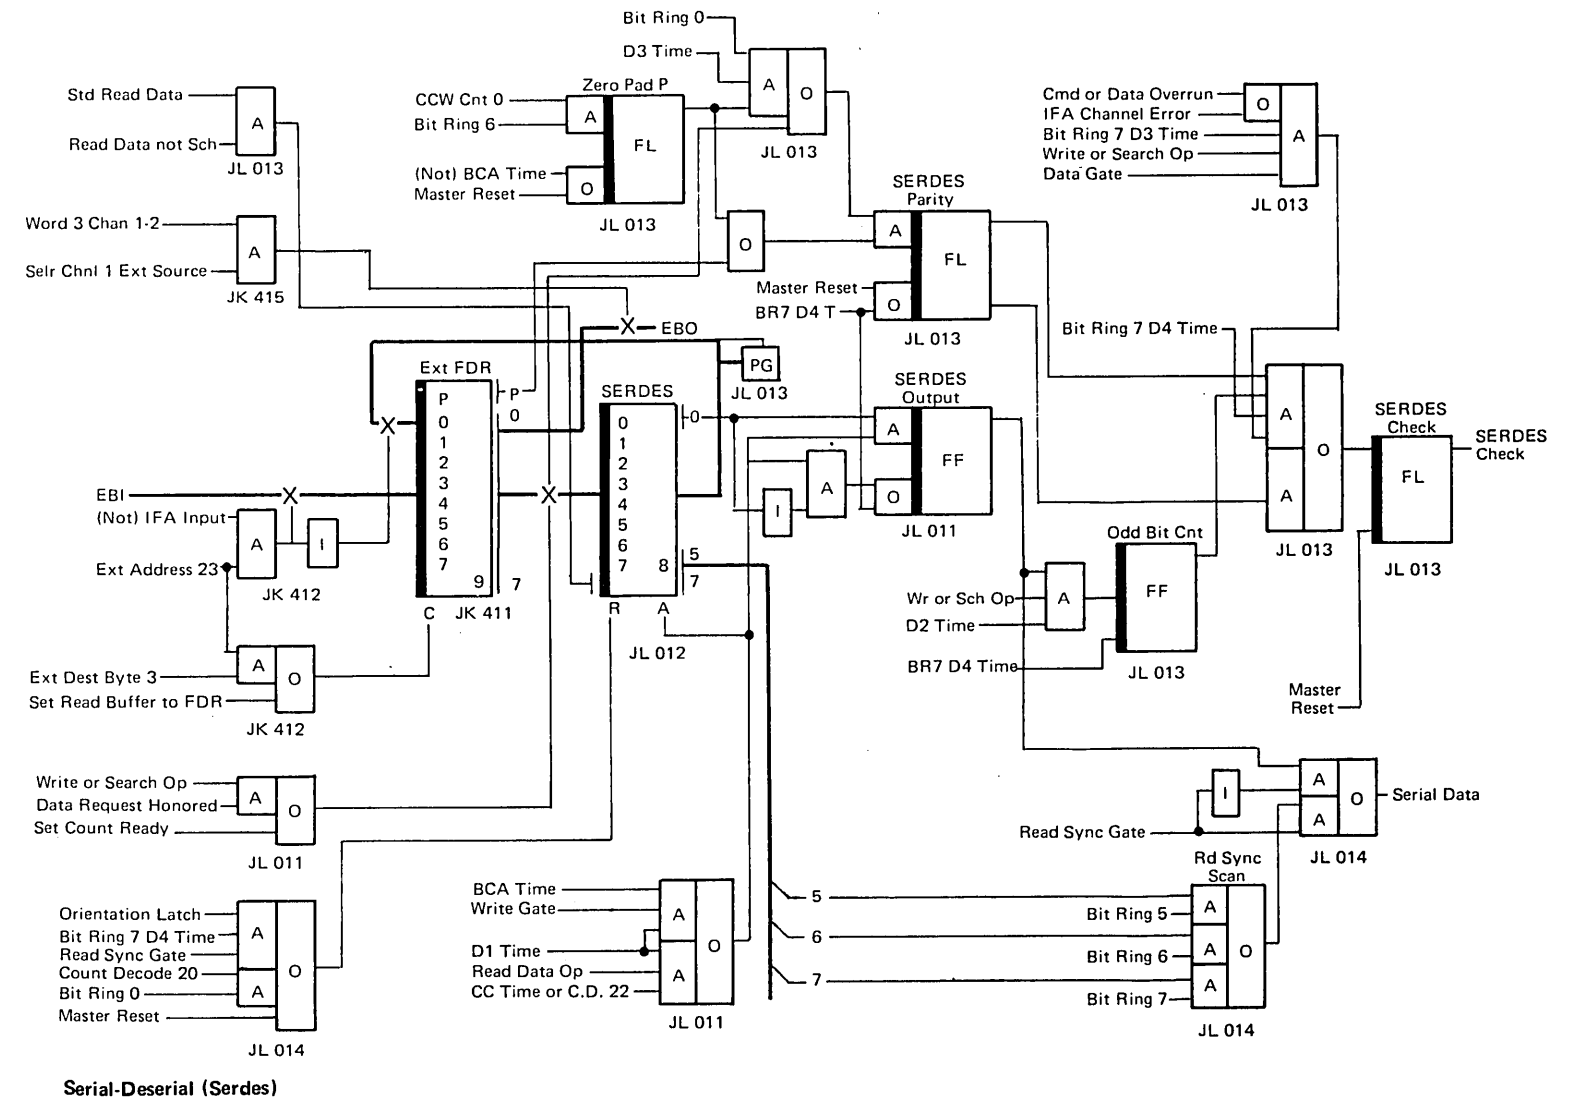 Bit Ring 0
D3 Time
A
O
JL 013
Std Read Data
Read Data not Sch
A
JL 013
Zero Pad P
CCW Cnt 0
Bit Ring 6
A
FL
(Not) BCA Time
Master Reset
O
JL 013
Cmd or Data Overrun
IFA Channel Error
Bit Ring 7 D3 Time
Write or Search Op
Data Gate
O
A
JL 013
Word 3 Chan 1-2
Selr Chnl 1 Ext Source
A
JK 415
O
SERDES
Parity
A
FL
Master Reset
BR7 D4 T
O
JL 013
X
EBO
PG
JL 013
Ext FDR
P
0
1
2
3
4
5
6
7
9
P
0
7
C
JK 411
X
EBI
X
(Not) IFA Input
Ext Address 23
A
I
JK 412
X
SERDES
0
1
2
3
4
5
6
7
8
0
5
7
R
A
JL 012
SERDES
Output
A
FF
O
JL 011
A
I
Bit Ring 7 D4 Time
A
A
O
JL 013
SERDES
Check
FL
JL 013
SERDES
Check
Master
Reset
Odd Bit Cnt
FF
JL 013
Wr or Sch Op
D2 Time
A
BR7 D4 Time
Ext Dest Byte 3
Set Read Buffer to FDR
A
O
JK 412
Write or Search Op
Data Request Honored
Set Count Ready
A
O
JL 011
Orientation Latch
Bit Ring 7 D4 Time
Read Sync Gate
Count Decode 20
Bit Ring 0
Master Reset
A
A
O
JL 014
BCA Time
Write Gate
D1 Time
Read Data Op
CC Time or C.D. 22
A
A
O
JL 011
5
6
7
Read Sync Gate
I
A
A
O
Serial Data
JL 014
Rd Sync
Scan
Bit Ring 5
Bit Ring 6
Bit Ring 7
A
A
A
O
JL 014
Serial-Deserial (Serdes)